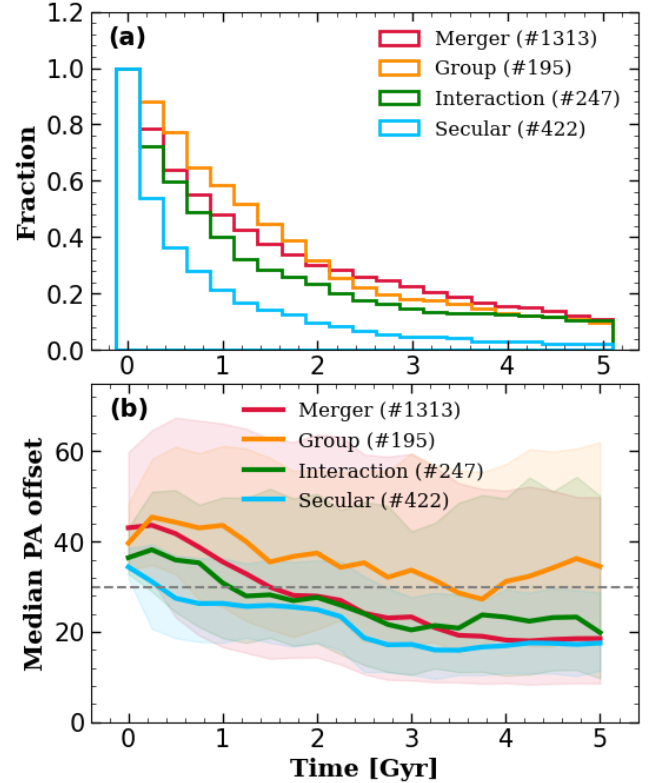 (a)
Merger (#1313)
Group (#195)
Interaction (#247)
Secular (#422)
Fraction
1.0
0.8
0.6
0.4
0.2
0.0
0 1 2 3 4 5
(b)
Merger (#1313)
Group (#195)
Interaction (#247)
Secular (#422)
Median PA offset
60
40
20
0
0 1 2 3 4 5
Time [Gyr]